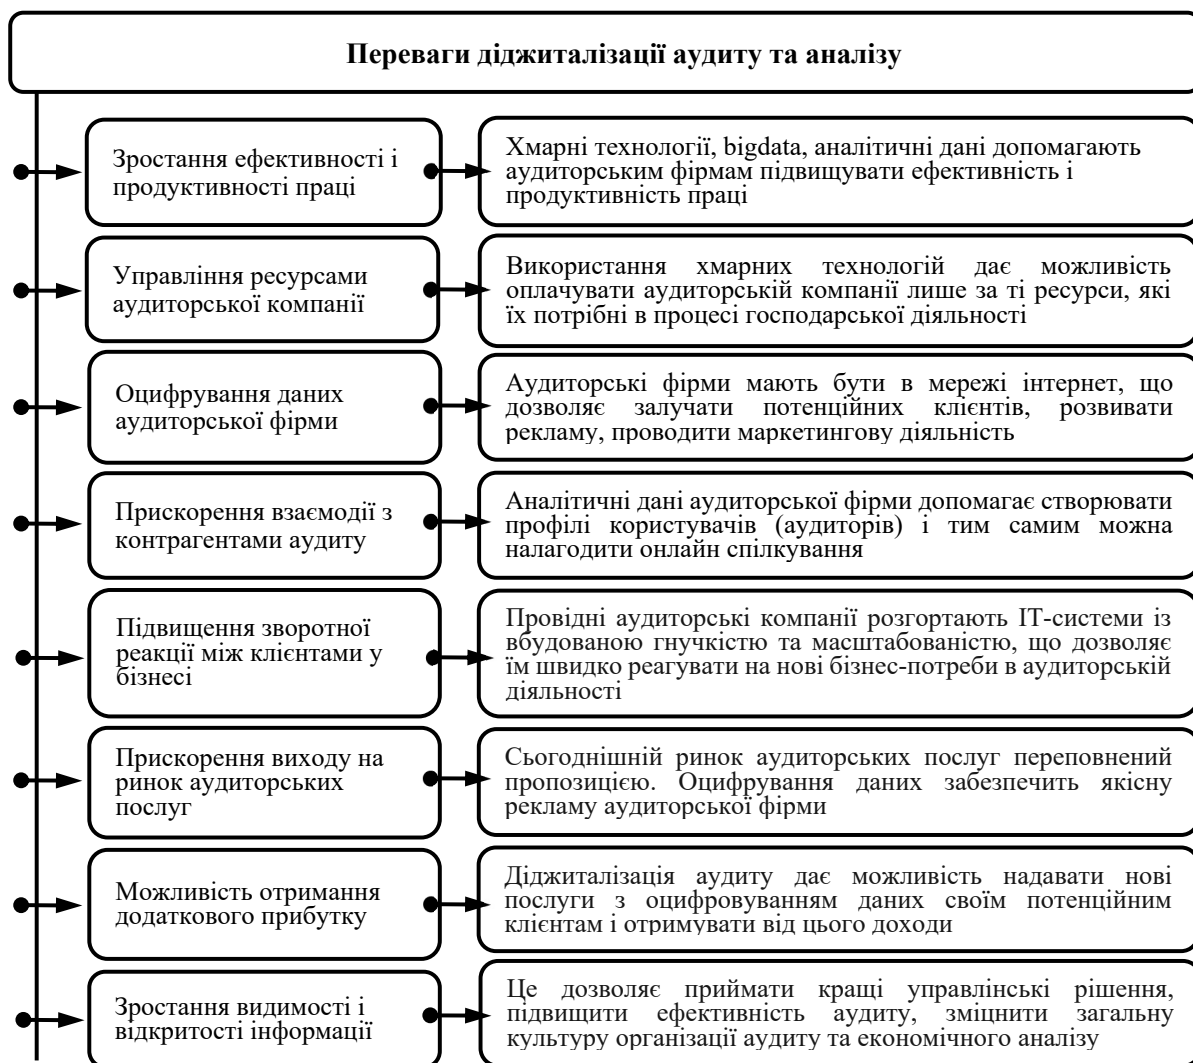 Переваги діджиталізації аудиту та аналізу
Зростання ефективності і
продуктивності праці
Хмарні технології, bigdata, аналітичні дані допомагають
аудиторським фірмам підвищувати ефективність і
продуктивність праці
Управління ресурсами
аудиторської компанії
Використання хмарних технологій дає можливість
оплачувати аудиторській компанії лише за ті ресурси, які
їх потрібні в процесі господарської діяльності
Оцифрування даних
аудиторської фірми
Аудиторські фірми мають бути в мережі інтернет, що
дозволяє залучати потенційних клієнтів, розвивати
рекламу, проводити маркетингову діяльність
Прискорення взаємодії з
контрагентами аудиту
Аналітичні дані аудиторської фірми допомагає створювати
профілі користувачів (аудиторів) і тим самим можна
налагодити онлайн спілкування
Підвищення зворотної
реакції між клієнтами у
бізнесі
Провідні аудиторські компанії розгортають ІТ-системи із
вбудованою гнучкістю та масштабованістю, що дозволяє
їм швидко реагувати на нові бізнес-потреби в аудиторській
діяльності
Прискорення виходу на
ринок аудиторських
послуг
Сьогоднішній ринок аудиторських послуг переповнений
пропозицією. Оцифрування даних забезпечить якісну
рекламу аудиторської фірми
Можливість отримання
додаткового прибутку
Діджиталізація аудиту дає можливість надавати нові
послуги з оцифровуванням даних своїм потенційним
клієнтам і отримувати від цього доходи
Зростання видимості і
відкритості інформації
Це дозволяє приймати кращі управлінські рішення,
підвищити ефективність аудиту, зміцнити загальну
культуру організації аудиту та економічного аналізу